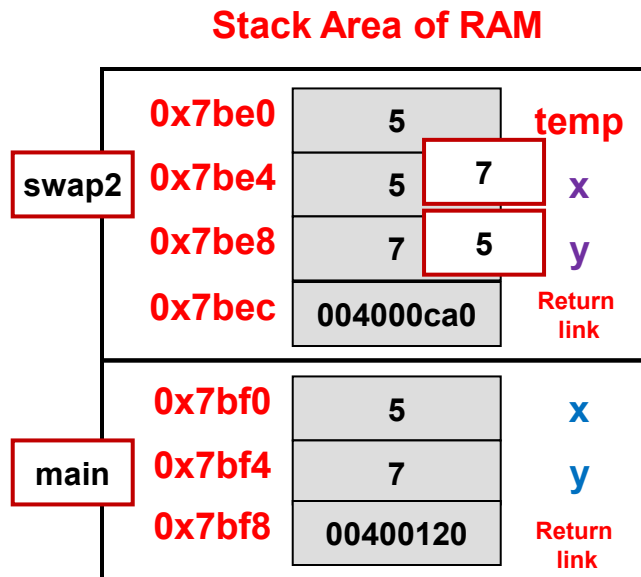 Stack Area of RAM
0x7be0 5 temp
swap2 0x7be4 5 7 x
0x7be8 7 5 y
0x7bec 004000ca0 Return link
0x7bf0 5 x
main 0x7bf4 7 y
0x7bf8 00400120 Return link